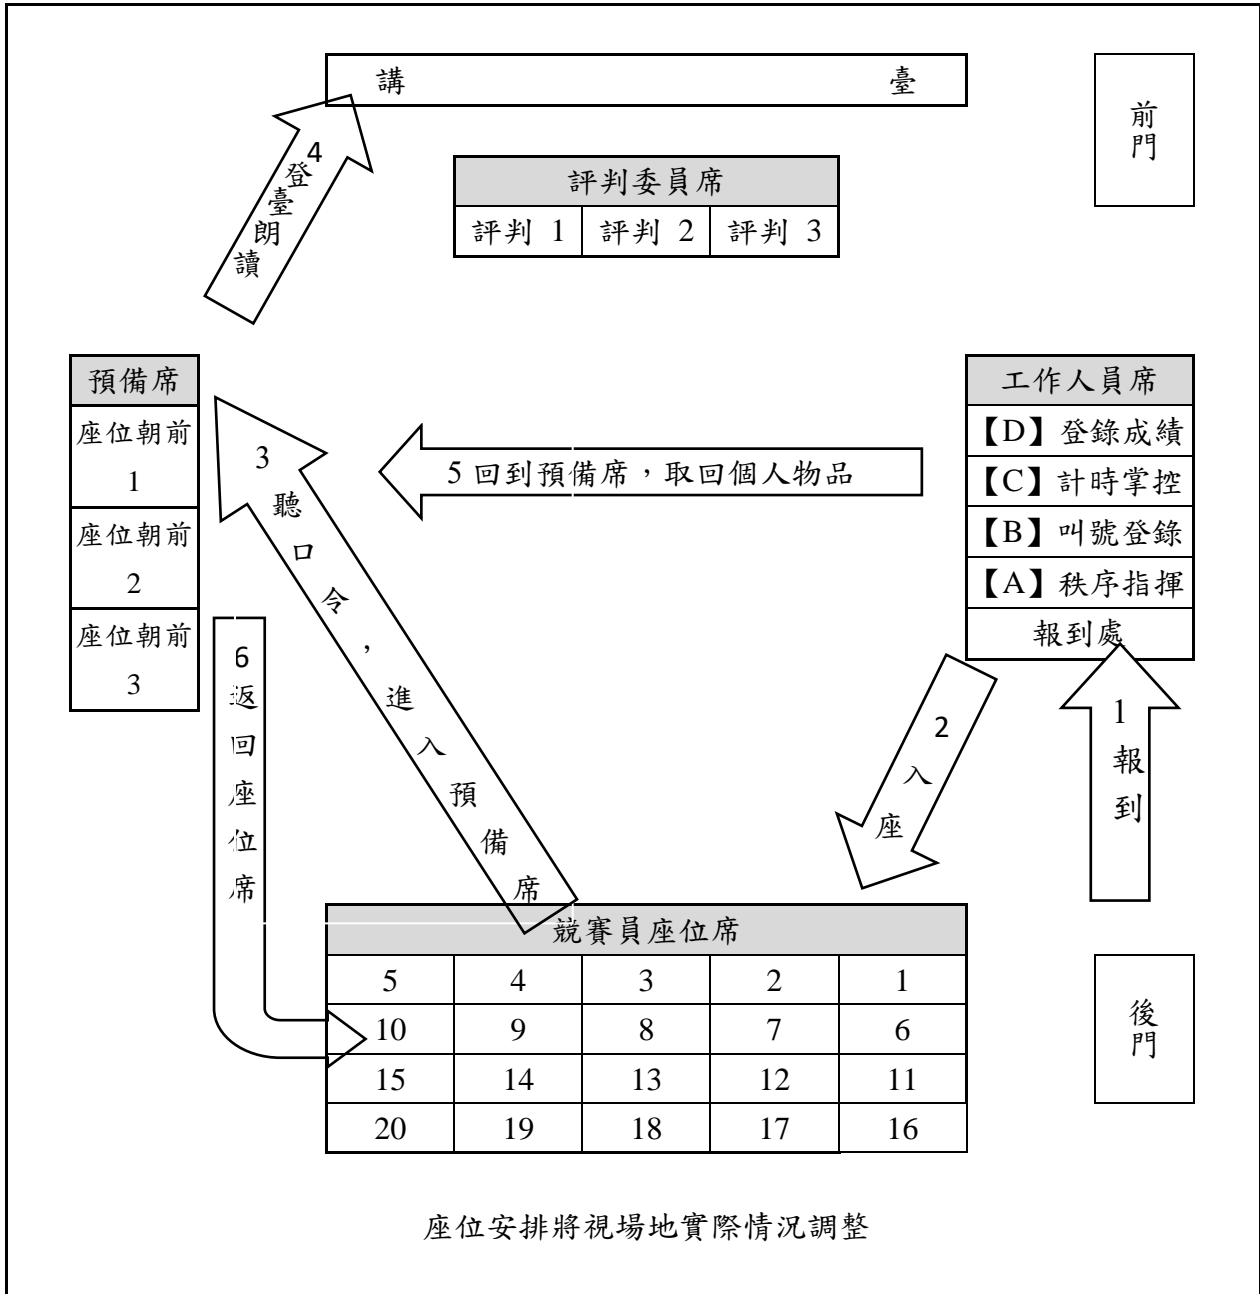 講 臺
前門
4登臺朗讀
評判委員席
評判 1 評判 2 評判 3
預備席
座位朝前
1
座位朝前
2
座位朝前
3
工作人員席
【D】登錄成績
【C】計時掌控
【B】叫號登錄
【A】秩序指揮
報到處
3聽口令，進入預備席
5 回到預備席，取回個人物品
6返回座位席
2入座
1報到
競賽員座位席
5 4 3 2 1
10 9 8 7 6
15 14 13 12 11
20 19 18 17 16
後門
座位安排將視場地實際情況調整